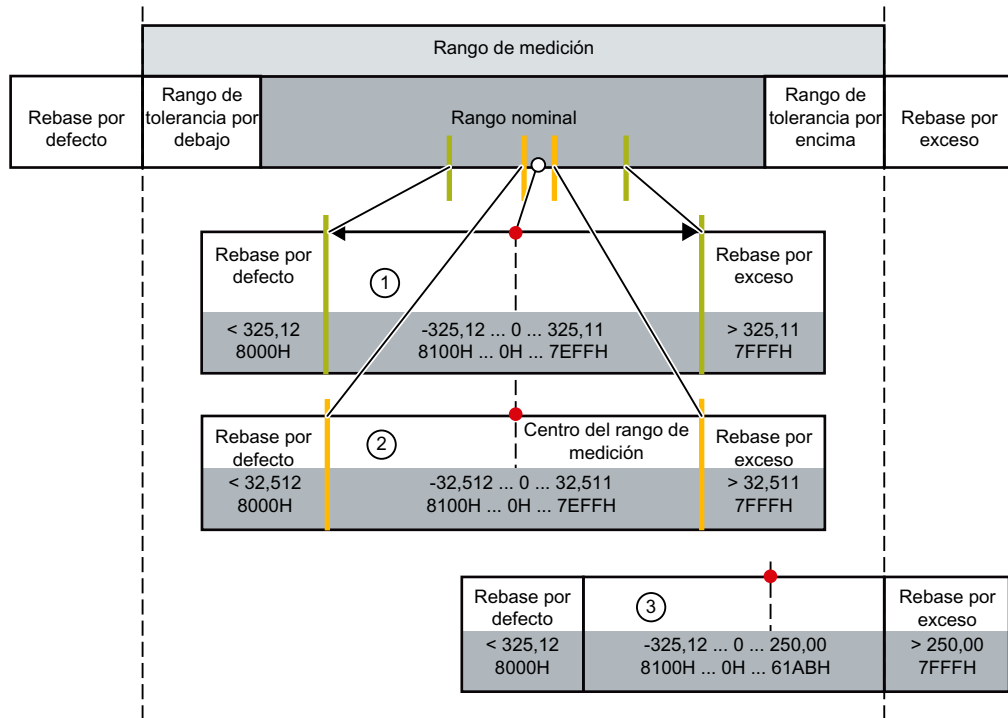 Rango de medición
Rebase por
defecto
Rango de
tolerancia por
debajo
Rango nominal
Rango de
tolerancia por
encima
Rebase por
exceso
Rebase por
defecto
1
Rebase por
exceso
< 325,12
8000H
-325,12 ... 0 ... 325,11
8100H ... 0H ... 7EFFH
> 325,11
7FFFH
Rebase por
defecto
2
Centro del rango de
medición
Rebase por
exceso
< 32,512
8000H
-32,512 ... 0 ... 32,511
8100H ... 0H ... 7EFFH
> 32,511
7FFFH
Rebase por
defecto
3
Rebase por
exceso
< 325,12
8000H
-325,12 ... 0 ... 250,00
8100H ... 0H ... 61ABH
> 250,00
7FFFH